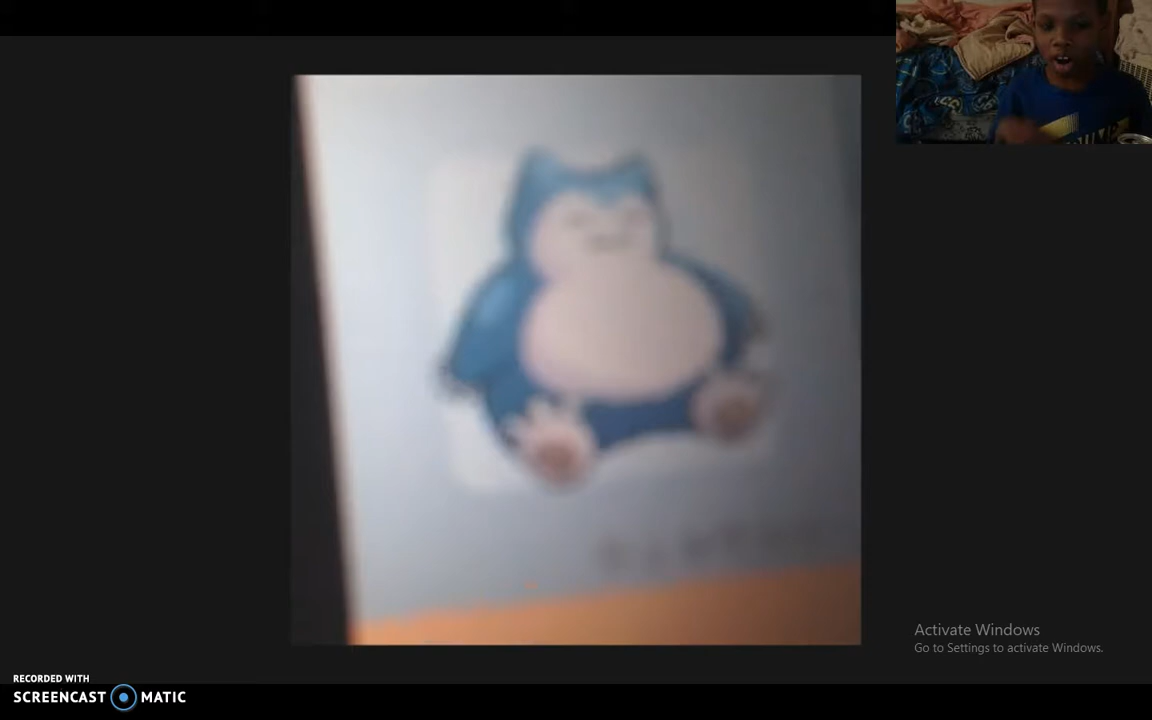 Activate Windows
Go to Settings to activate Windows.
RECORDED WITH
SCREENCAST MATIC